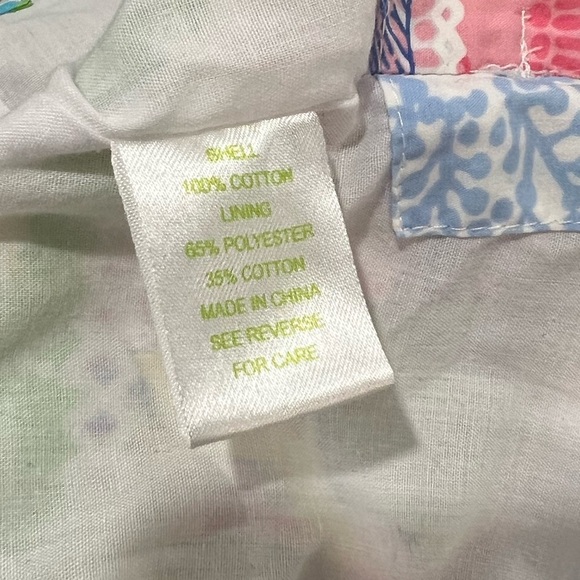 SHELL
100% COTTON
LINING
65% POLYESTER
35% COTTON
MADE IN CHINA
SEE REVERSE
FOR CARE